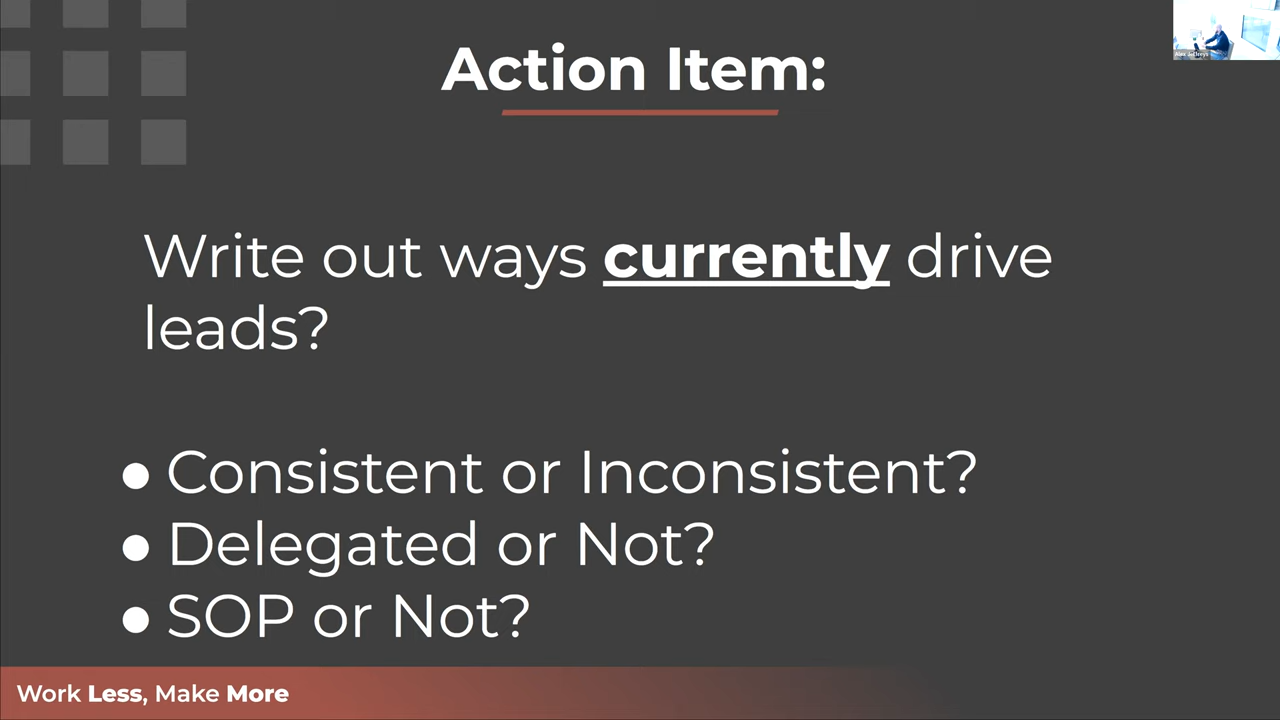 Action Item:
Write out ways currently drive
leads?
● Consistent or Inconsistent?
● Delegated or Not?
● SOP or Not?
Work Less, Make More